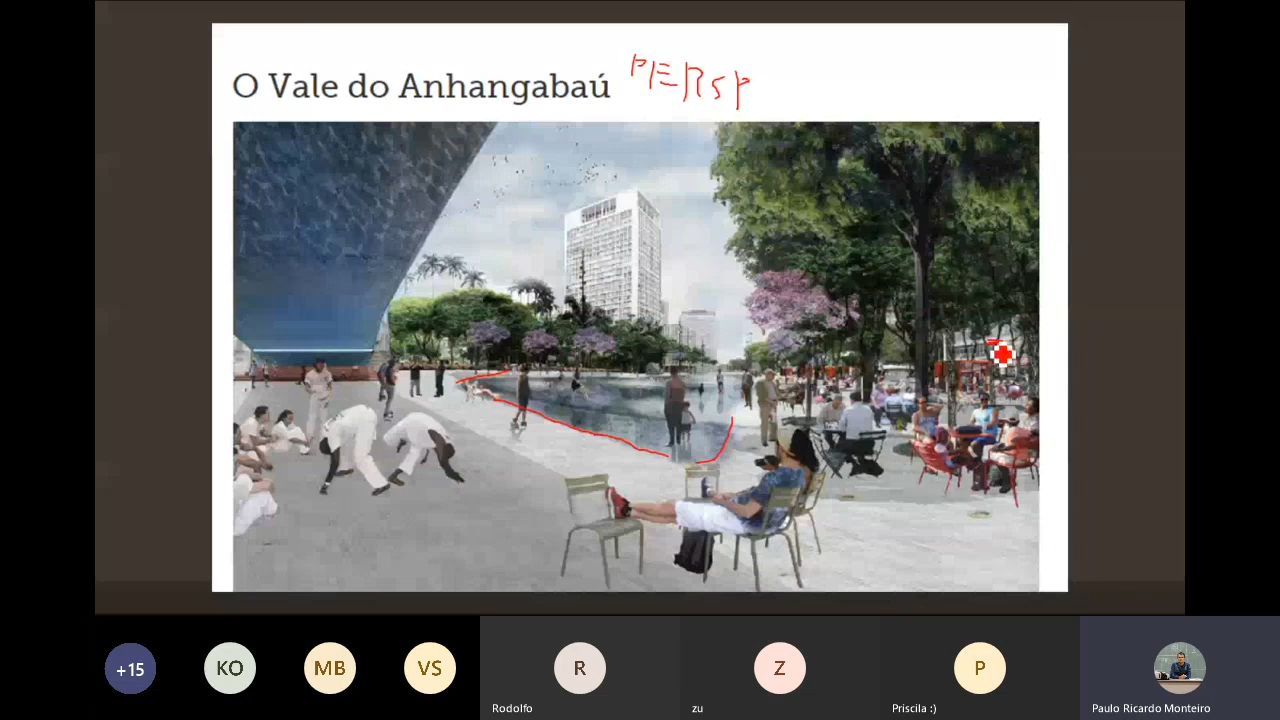 O Vale do Anhangabaú PERSP
+15 KO MB VS R Z P
Rodolfo zu Priscila :) Paulo Ricardo Monteiro